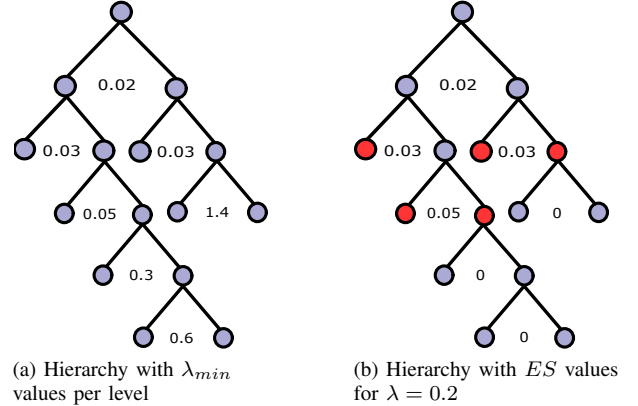 0.02
0.03 0.03
0.05 1.4
0.3
0.6
(a) Hierarchy with λ_min
values per level
0.02
0.03 0.03
0.05 0
0
0
(b) Hierarchy with ES values
for λ = 0.2